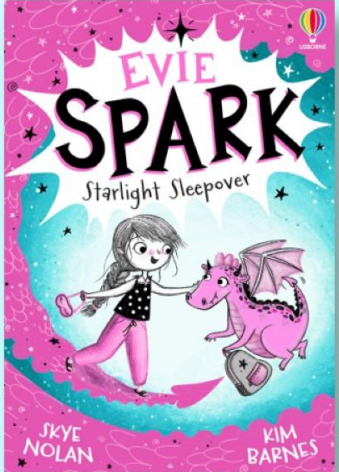 USBORNE
EVIE
SPARK
Starlight Sleepover
SKYE
NOLAN
KIM
BARNES